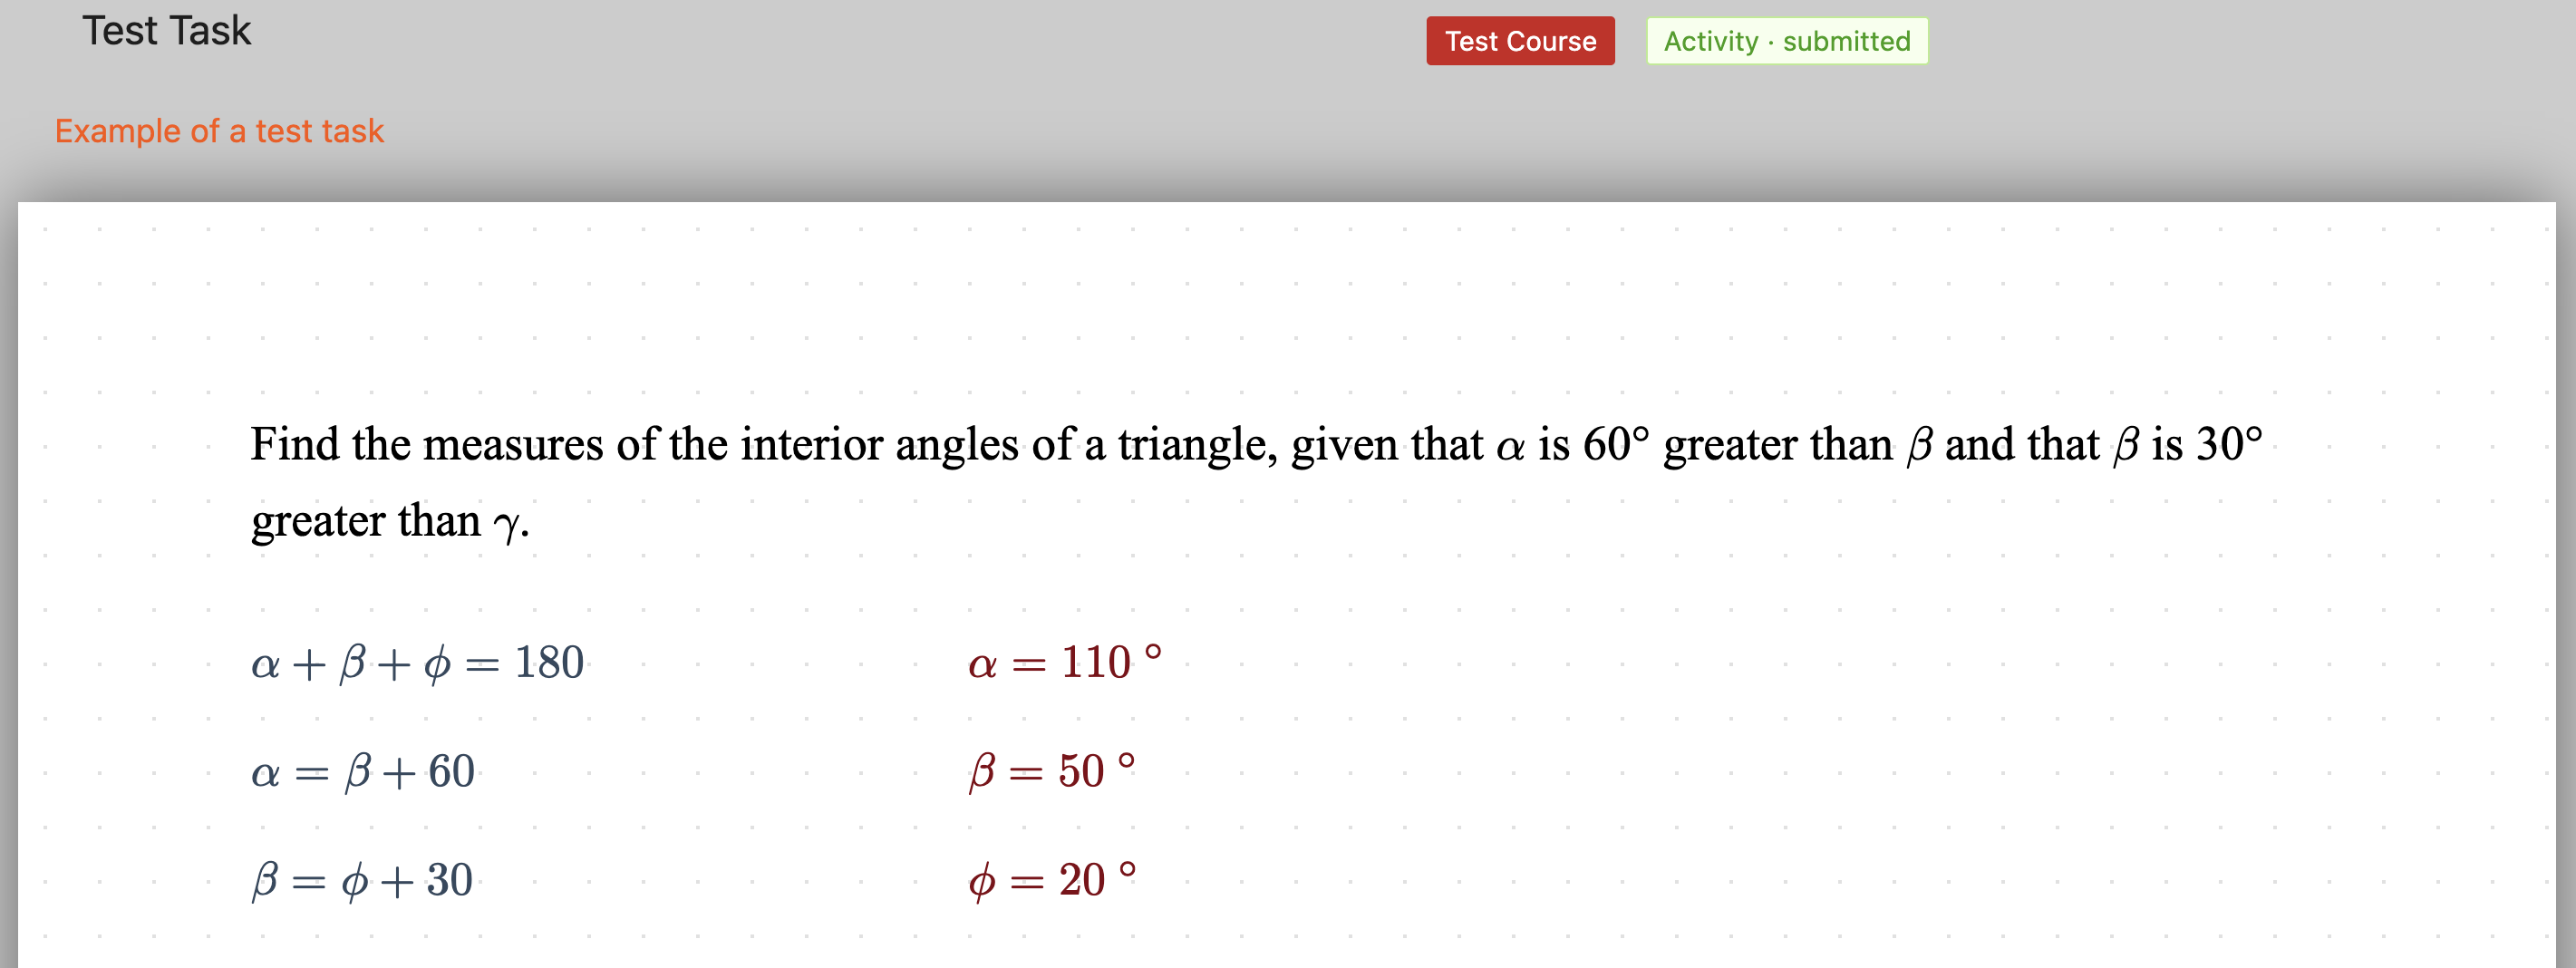 Test Task
Test Course
Activity · submitted
Example of a test task
Find the measures of the interior angles of a triangle, given that α is 60° greater than β and that β is 30°
greater than γ.
α + β + ϕ = 180
α = 110 °
α = β + 60
β = 50 °
β = ϕ + 30
ϕ = 20 °